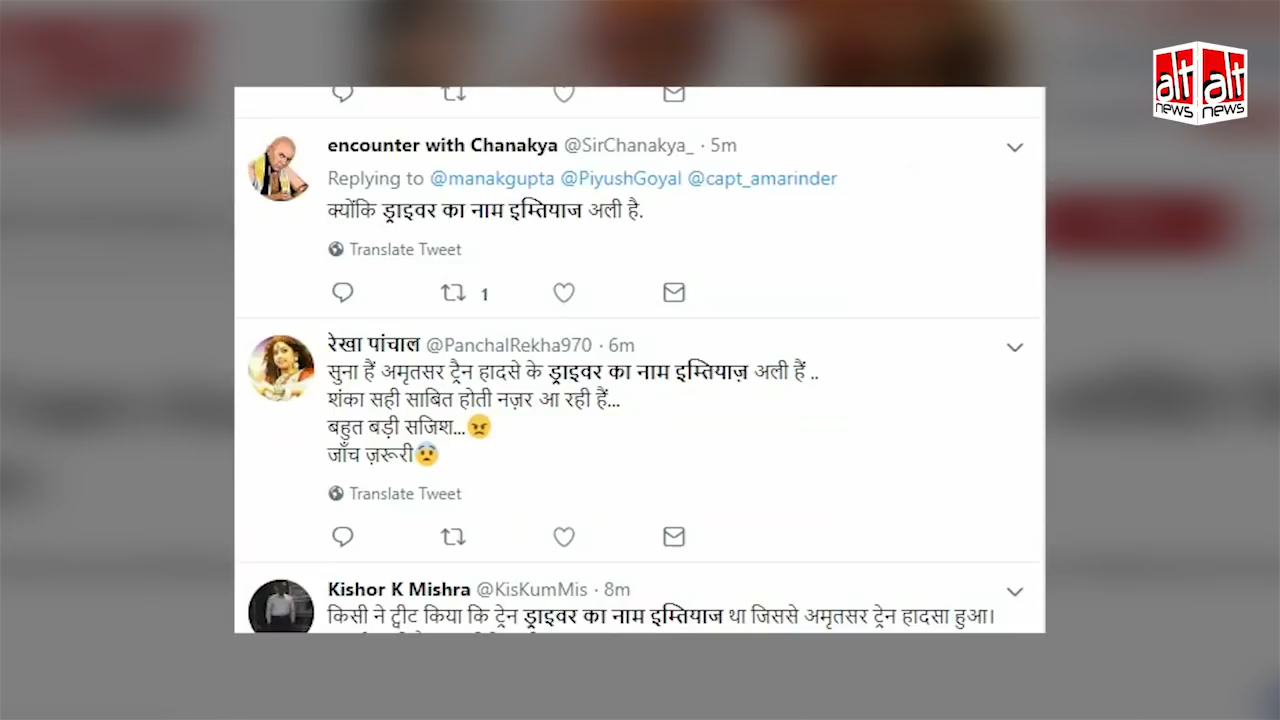 alt alt
news news
encounter with Chanakya @SirChanakya_ · 5m
Replying to @manakgupta @PiyushGoyal @capt_amarinder
क्योंकि ड्राइवर का नाम इम्तियाज अली है.
Translate Tweet
1
रेखा पांचाल @PanchalRekha970 · 6m
सुना हैं अमृतसर ट्रैन हादसे के ड्राइवर का नाम इम्तियाज़ अली हैं ..
शंका सही साबित होती नज़र आ रही हैं...
बहुत बड़ी सजिश...😠
जाँच ज़रूरी😰
Translate Tweet
Kishor K Mishra @KisKumMis · 8m
किसी ने ट्वीट किया कि ट्रेन ड्राइवर का नाम इम्तियाज था जिससे अमृतसर ट्रेन हादसा हुआ।